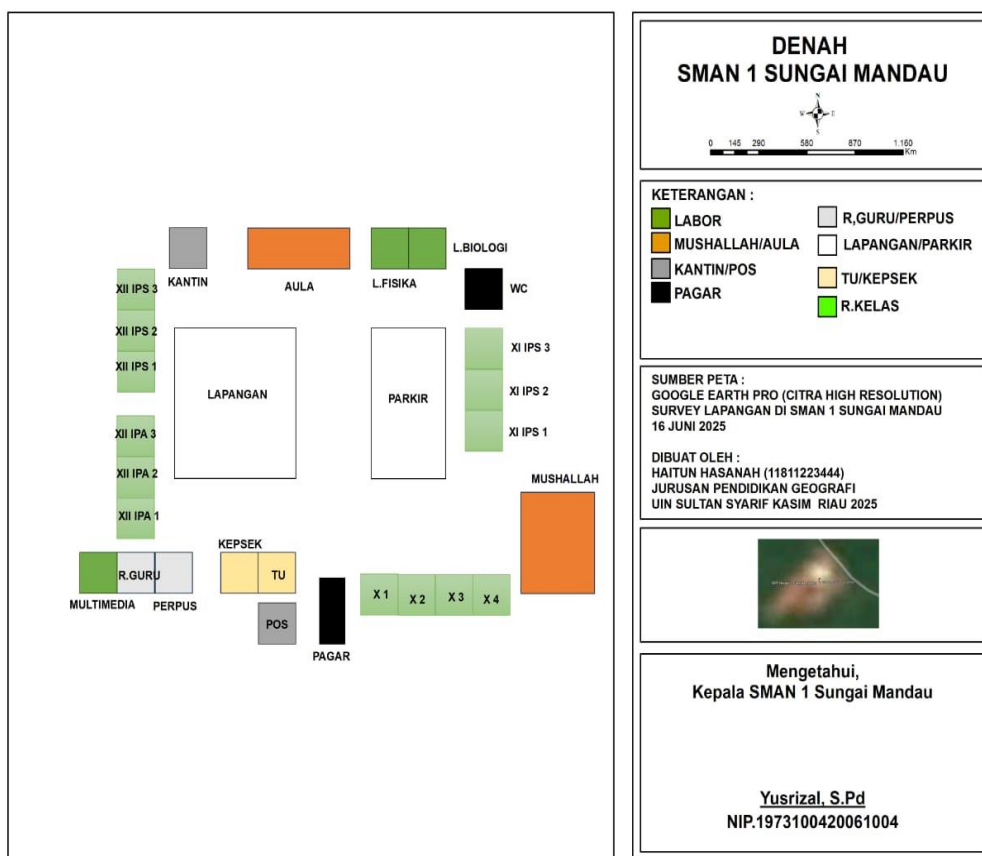 KANTIN
AULA
L.FISIKA
L.BIOLOGI
WC
XII IPS 3
XII IPS 2
XII IPS 1
LAPANGAN
PARKIR
XI IPS 3
XI IPS 2
XI IPS 1
XII IPA 3
XII IPA 2
XII IPA 1
MUSHALLAH
KEPSEK
R.GURU
TU
MULTIMEDIA
PERPUS
X 1
X 2
X 3
X 4
POS
PAGAR
DENAH
SMAN 1 SUNGAI MANDAU
N
W
E
S
0 145 290 580 870 1.160
Km
KETERANGAN :
LABOR
MUSHALLAH/AULA
KANTIN/POS
PAGAR
R,GURU/PERPUS
LAPANGAN/PARKIR
TU/KEPSEK
R.KELAS
SUMBER PETA :
GOOGLE EARTH PRO (CITRA HIGH RESOLUTION)
SURVEY LAPANGAN DI SMAN 1 SUNGAI MANDAU
16 JUNI 2025
DIBUAT OLEH :
HAITUN HASANAH (11811223444)
JURUSAN PENDIDIKAN GEOGRAFI
UIN SULTAN SYARIF KASIM RIAU 2025
Mengetahui,
Kepala SMAN 1 Sungai Mandau
Yusrizal, S.Pd
NIP.1973100420061004